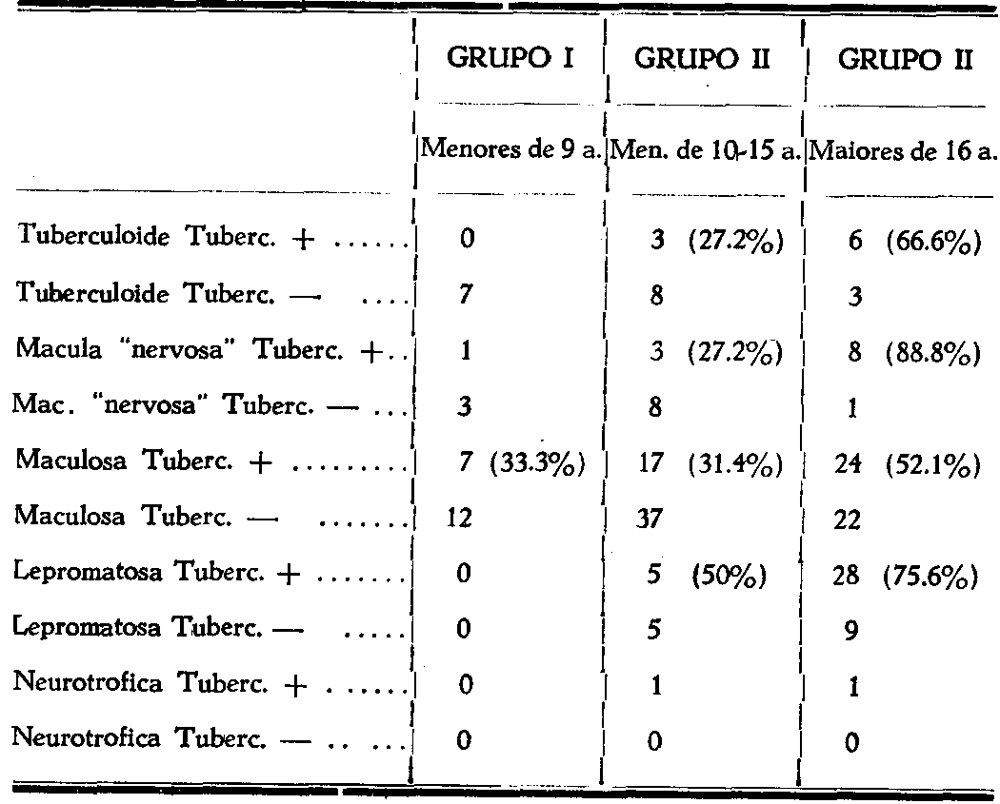 GRUPO I GRUPO II GRUPO II
Menores de 9 a. Men. de 10-15 a. Maiores de 16 a.
Tuberculoide Tuberc. + ...... 0 3 (27.2%) 6 (66.6%)
Tuberculoide Tuberc. — .... 7 8 3
Macula "nervosa" Tuberc. +.. 1 3 (27.2%) 8 (88.8%)
Mac. "nervosa" Tuberc. — ... 3 8 1
Maculosa Tuberc. + ......... 7 (33.3%) 17 (31.4%) 24 (52.1%)
Maculosa Tuberc. — ....... 12 37 22
Lepromatosa Tuberc. + ....... 0 5 (50%) 28 (75.6%)
Lepromatosa Tuberc. — ..... 0 5 9
Neurotrofica Tuberc. + . ...... 0 1 1
Neurotrofica Tuberc. — .. ... 0 0 0